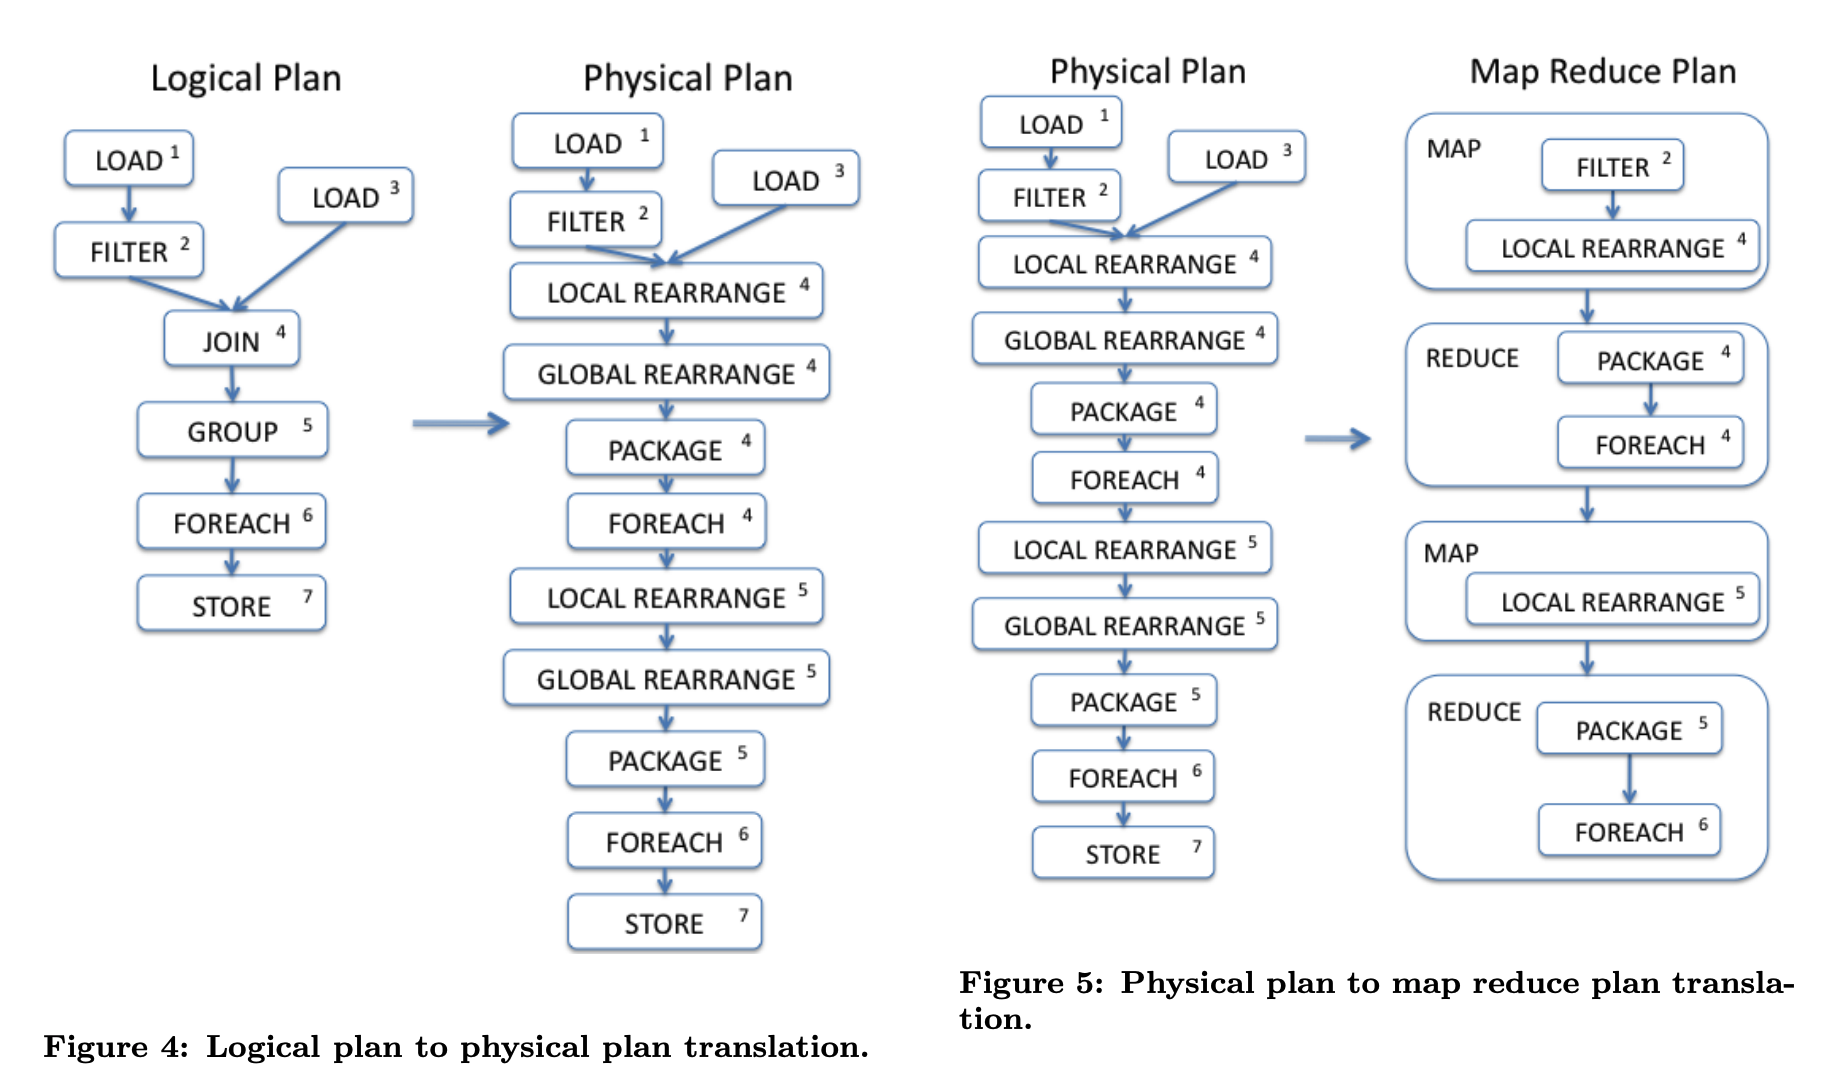 Logical Plan
LOAD 1
LOAD 3
FILTER 2
JOIN 4
GROUP 5
FOREACH 6
STORE 7
Physical Plan
LOAD 1
LOAD 3
FILTER 2
LOCAL REARRANGE 4
GLOBAL REARRANGE 4
PACKAGE 4
FOREACH 4
LOCAL REARRANGE 5
GLOBAL REARRANGE 5
PACKAGE 5
FOREACH 6
STORE 7
Figure 4: Logical plan to physical plan translation.
Physical Plan
LOAD 1
LOAD 3
FILTER 2
LOCAL REARRANGE 4
GLOBAL REARRANGE 4
PACKAGE 4
FOREACH 4
LOCAL REARRANGE 5
GLOBAL REARRANGE 5
PACKAGE 5
FOREACH 6
STORE 7
Map Reduce Plan
MAP
FILTER 2
LOCAL REARRANGE 4
REDUCE
PACKAGE 4
FOREACH 4
MAP
LOCAL REARRANGE 5
REDUCE
PACKAGE 5
FOREACH 6
Figure 5: Physical plan to map reduce plan transla-
tion.